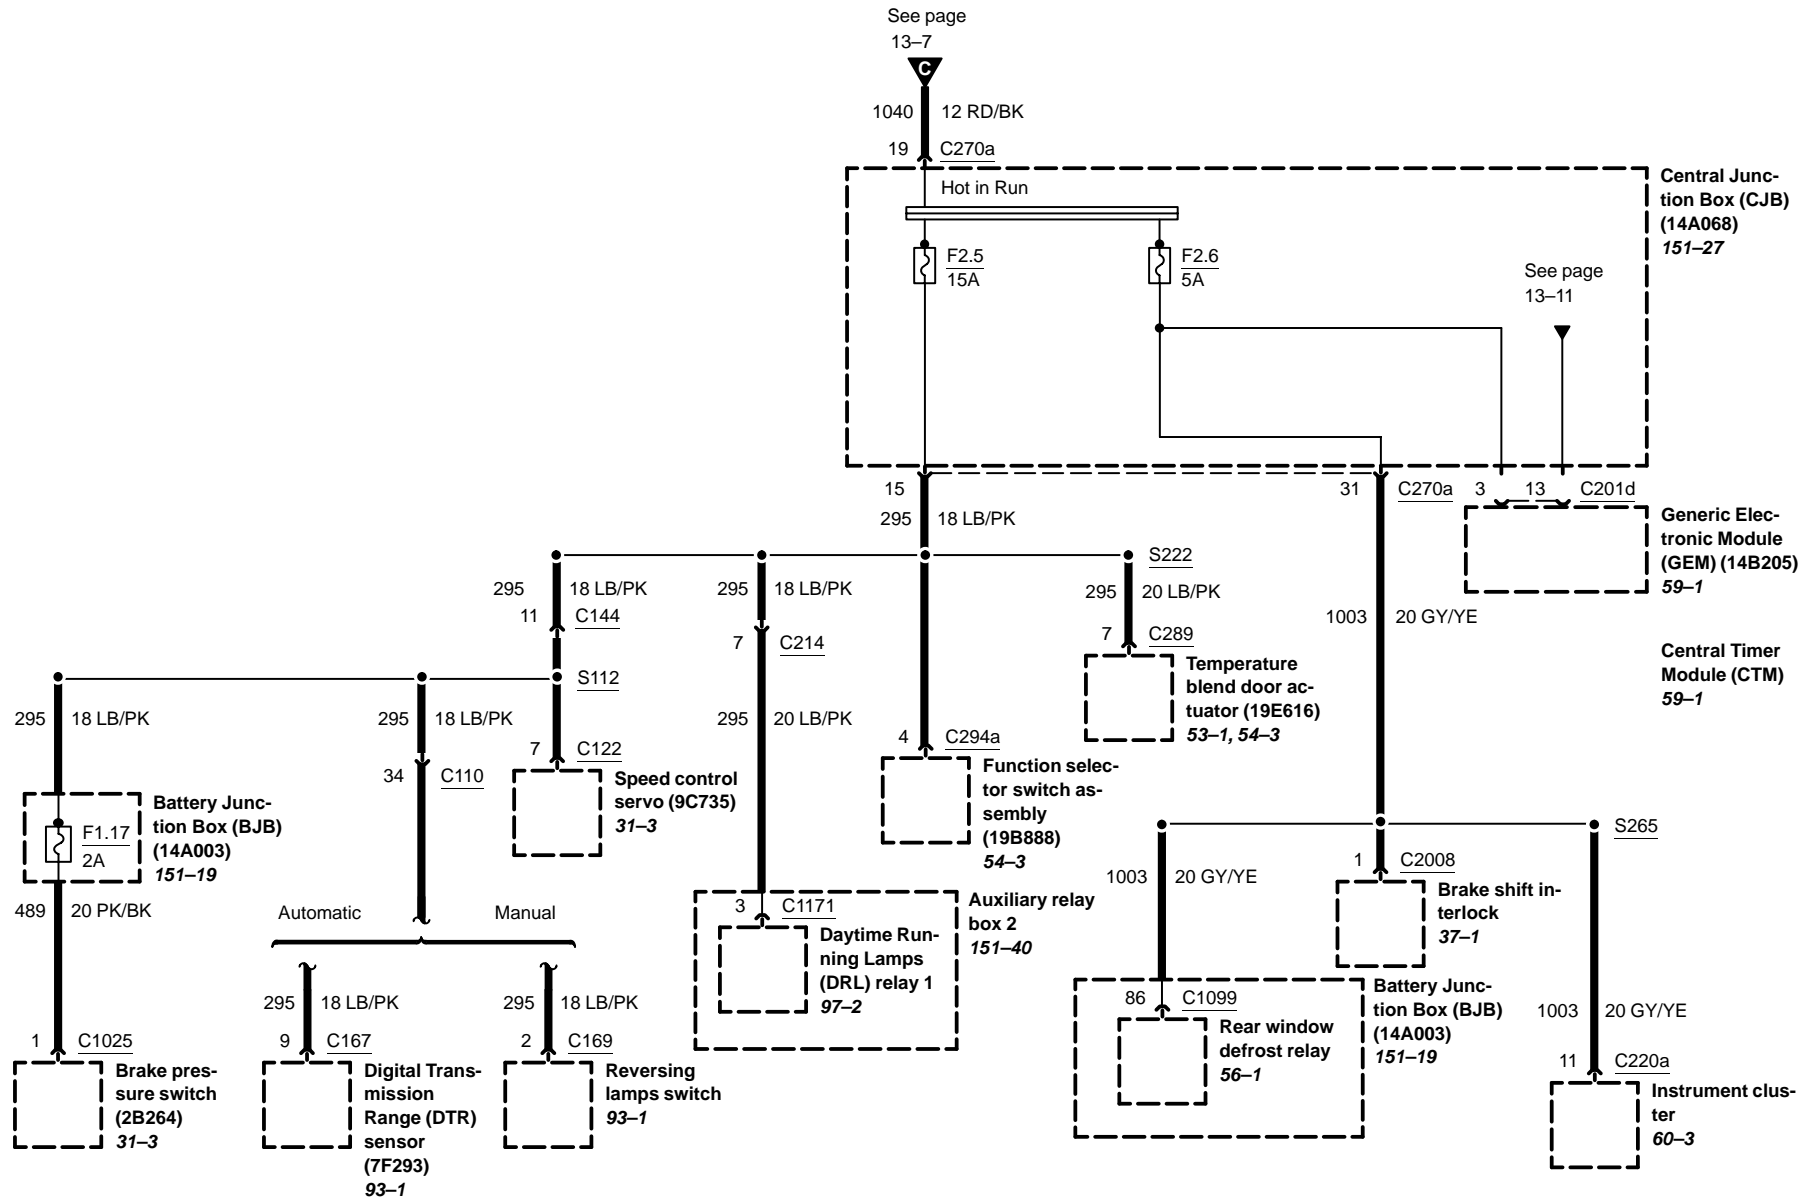 See page
13–7
C
1040 12 RD/BK
19 C270a
Hot in Run
Central Junc-
tion Box (CJB)
(14A068)
151–27
F2.5
15A
F2.6
5A
See page
13–11
15
31 C270a
3 13 C201d
295 18 LB/PK
Generic Elec-
tronic Module
(GEM) (14B205)
59–1
S222
295 18 LB/PK
11 C144
295 18 LB/PK
7 C214
295 20 LB/PK
7 C289
1003 20 GY/YE
Central Timer
Module (CTM)
59–1
Temperature
blend door ac-
tuator (19E616)
53–1, 54–3
S112
295 18 LB/PK
295 18 LB/PK
295 20 LB/PK
34 C110
7 C122
4 C294a
Speed control
servo (9C735)
31–3
Function selec-
tor switch as-
sembly
(19B888)
54–3
F1.17
2A
Battery Junc-
tion Box (BJB)
(14A003)
151–19
S265
489 20 PK/BK
Automatic Manual
Auxiliary relay
box 2
151–40
3 C1171
Daytime Run-
ning Lamps
(DRL) relay 1
97–2
1003 20 GY/YE
1 C2008
Brake shift in-
terlock
37–1
Battery Junc-
tion Box (BJB)
(14A003)
151–19
86 C1099
Rear window
defrost relay
56–1
295 18 LB/PK
295 18 LB/PK
1003 20 GY/YE
1 C1025
9 C167
2 C169
11 C220a
Brake pres-
sure switch
(2B264)
31–3
Digital Trans-
mission
Range (DTR)
sensor
(7F293)
93–1
Reversing
lamps switch
93–1
Instrument clus-
ter
60–3